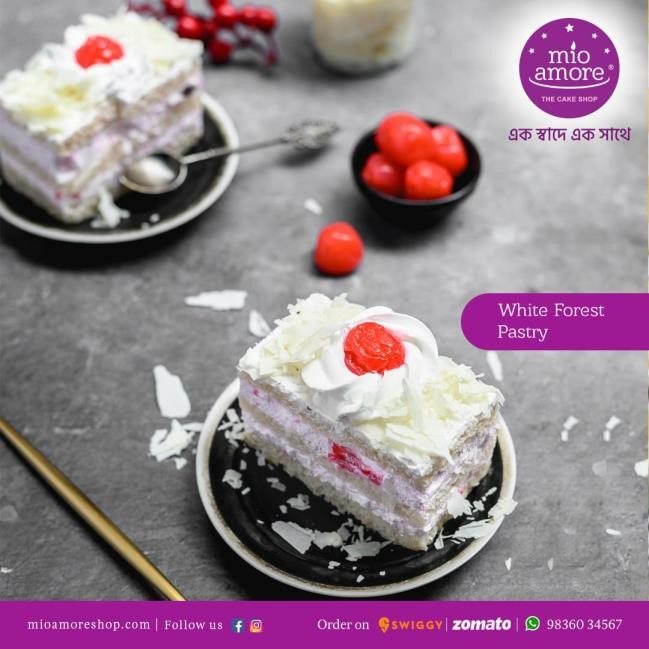 mio
amore®
THE CAKE SHOP
এক স্বাদে এক সাথে
White Forest
Pastry
mioamoreshop.com | Follow us
Order on SWIGGY | zomato | 98360 34567